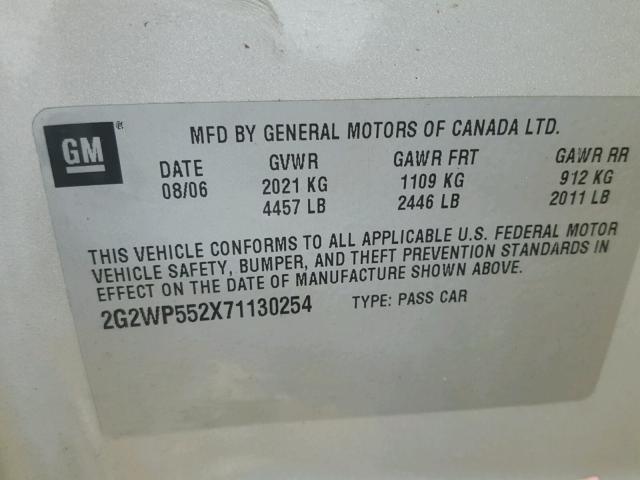 GM ®
MFD BY GENERAL MOTORS OF CANADA LTD.
DATE GVWR GAWR FRT GAWR RR
08/06 2021 KG 1109 KG 912 KG
4457 LB 2446 LB 2011 LB
THIS VEHICLE CONFORMS TO ALL APPLICABLE U.S. FEDERAL MOTOR
VEHICLE SAFETY, BUMPER, AND THEFT PREVENTION STANDARDS IN
EFFECT ON THE DATE OF MANUFACTURE SHOWN ABOVE.
2G2WP552X71130254 TYPE: PASS CAR